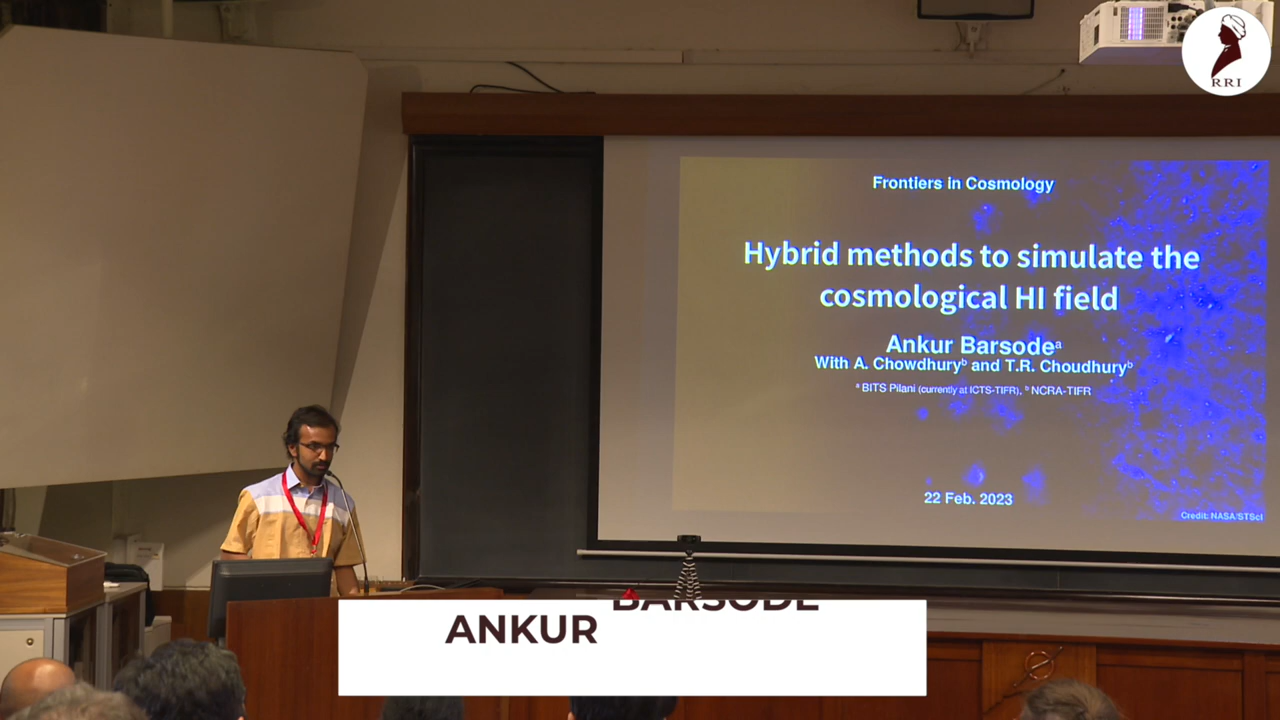 RRI
Frontiers in Cosmology
Hybrid methods to simulate the
cosmological HI field
Ankur Barsodeᵃ
With A. Chowdhuryᵇ and T.R. Choudhuryᵇ
ᵃ BITS Pilani (currently at ICTS-TIFR), ᵇ NCRA-TIFR
22 Feb. 2023
Credit: NASA/STScI
ANKUR BARSODE